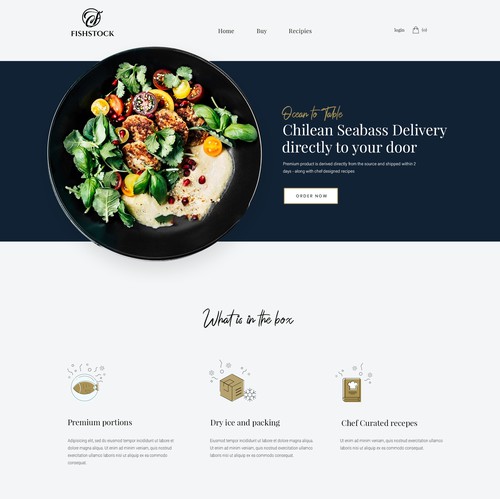 FISHSTOCK
Home Buy Recipies login (0)
Ocean to Table
Chilean Seabass Delivery
directly to your door
Premium product is derived directly from the source and shipped within 2
days - along with chef designed recipes
ORDER NOW
What is in the box
Premium portions
Adipisicing elit, sed do eiusmod tempor incididunt ut labore et
dolore magna aliqua. Ut enim ad minim veniam, quis nostrud
exercitation ullamco laboris nisi ut aliquip ex ea commodo
consequat.
Dry ice and packing
Eiusmod tempor incididunt ut labore et dolore magna aliqua.
Ut enim ad minim veniam, quis nostrud exercitation ullamco
laboris nisi ut aliquip ex ea commodo consequat.
Chef Curated recepes
Ut enim ad minim veniam, quis nostrud exercitation ullamco
laboris nisi ut aliquip ex ea commodo consequat.